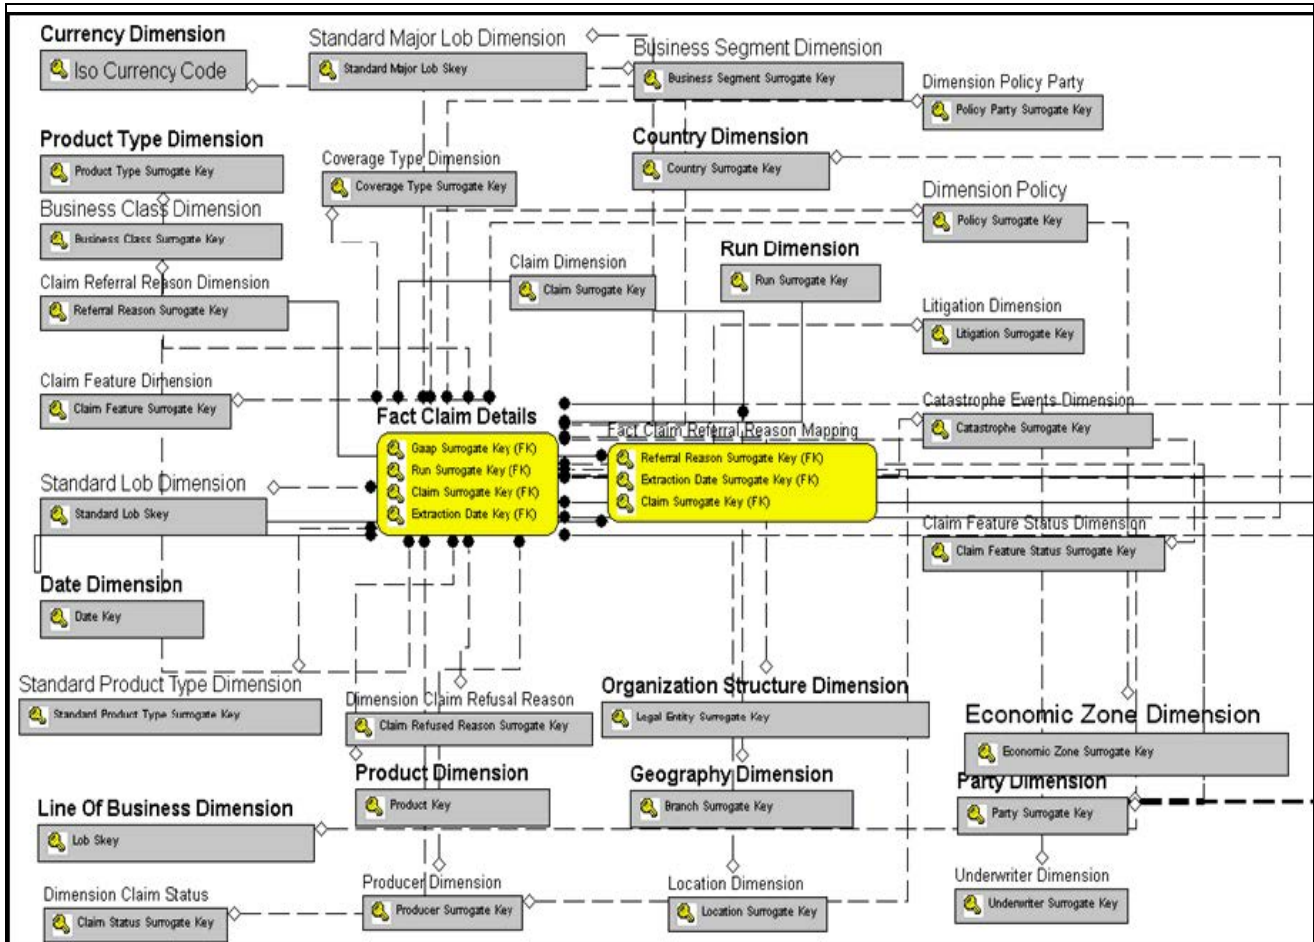 Currency Dimension
Iso Currency Code
Standard Major Lob Dimension
Standard Major Lob Skey
Business Segment Dimension
Business Segment Surrogate Key
Dimension Policy Party
Policy Party Surrogate Key
Product Type Dimension
Product Type Surrogate Key
Coverage Type Dimension
Coverage Type Surrogate Key
Country Dimension
Country Surrogate Key
Dimension Policy
Policy Surrogate Key
Business Class Dimension
Business Class Surrogate Key
Claim Dimension
Claim Surrogate Key
Run Dimension
Run Surrogate Key
Claim Referral Reason Dimension
Referral Reason Surrogate Key
Litigation Dimension
Litigation Surrogate Key
Claim Feature Dimension
Claim Feature Surrogate Key
Fact Claim Details
Gaap Surrogate Key (FK)
Run Surrogate Key (FK)
Claim Surrogate Key (FK)
Extraction Date Key (FK)
Fact Claim Referral Reason Mapping
Referral Reason Surrogate Key (FK)
Extraction Date Surrogate Key (FK)
Claim Surrogate Key (FK)
Catastrophe Events Dimension
Catastrophe Surrogate Key
Standard Lob Dimension
Standard Lob Skey
Claim Feature Status Dimension
Claim Feature Status Surrogate Key
Date Dimension
Date Key
Standard Product Type Dimension
Standard Product Type Surrogate Key
Dimension Claim Refusal Reason
Claim Refused Reason Surrogate Key
Organization Structure Dimension
Legal Entity Surrogate Key
Economic Zone Dimension
Economic Zone Surrogate Key
Product Dimension
Product Key
Geography Dimension
Branch Surrogate Key
Party Dimension
Party Surrogate Key
Line Of Business Dimension
Lob Skey
Dimension Claim Status
Claim Status Surrogate Key
Producer Dimension
Producer Surrogate Key
Location Dimension
Location Surrogate Key
Underwriter Dimension
Underwriter Surrogate Key